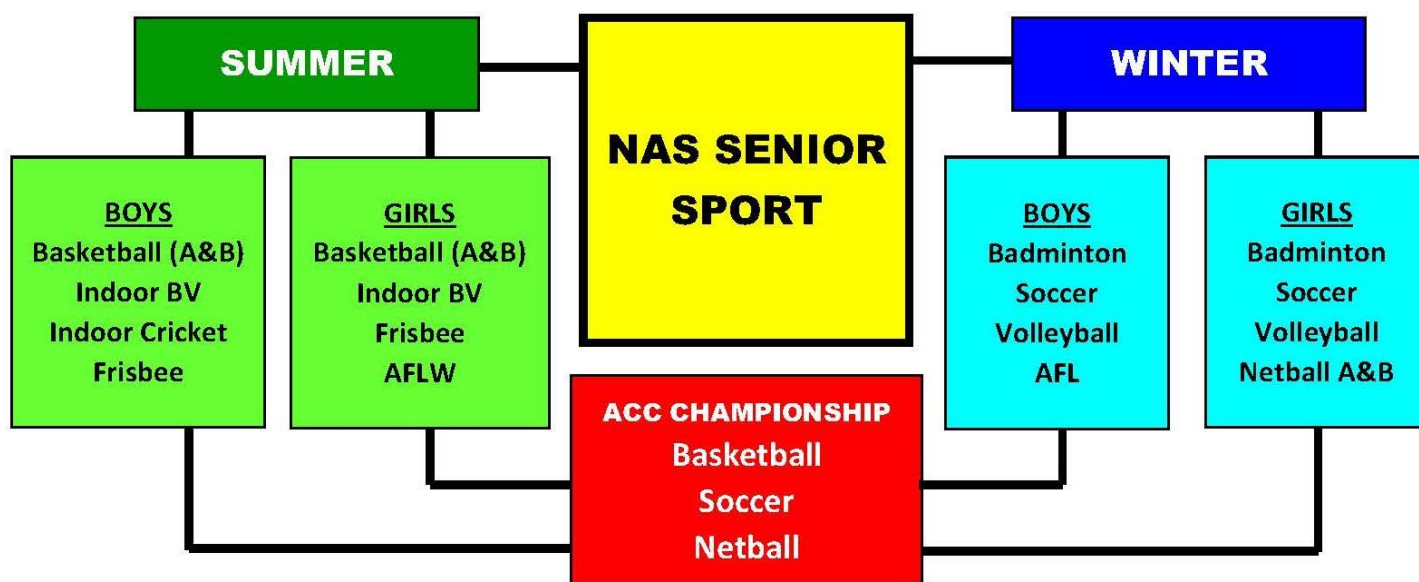 SUMMER
NAS SENIOR
SPORT
WINTER
BOYS
Basketball (A&B)
Indoor BV
Indoor Cricket
Frisbee
GIRLS
Basketball (A&B)
Indoor BV
Frisbee
AFLW
BOYS
Badminton
Soccer
Volleyball
AFL
GIRLS
Badminton
Soccer
Volleyball
Netball A&B
ACC CHAMPIONSHIP
Basketball
Soccer
Netball